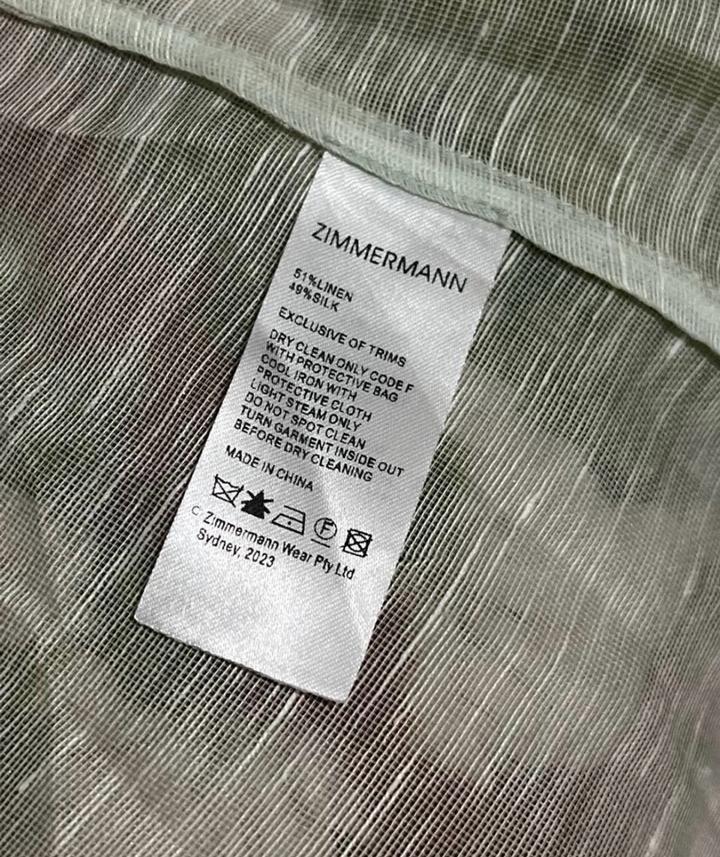 ZIMMERMANN
51%LINEN
49%SILK
EXCLUSIVE OF TRIMS
DRY CLEAN ONLY CODE F
WITH PROTECTIVE BAG
COOL IRON WITH
PROTECTIVE CLOTH
LIGHT STEAM ONLY
DO NOT SPOT CLEAN
TURN GARMENT INSIDE OUT
BEFORE DRY CLEANING
MADE IN CHINA
F
© Zimmermann Wear Pty Ltd
Sydney, 2023